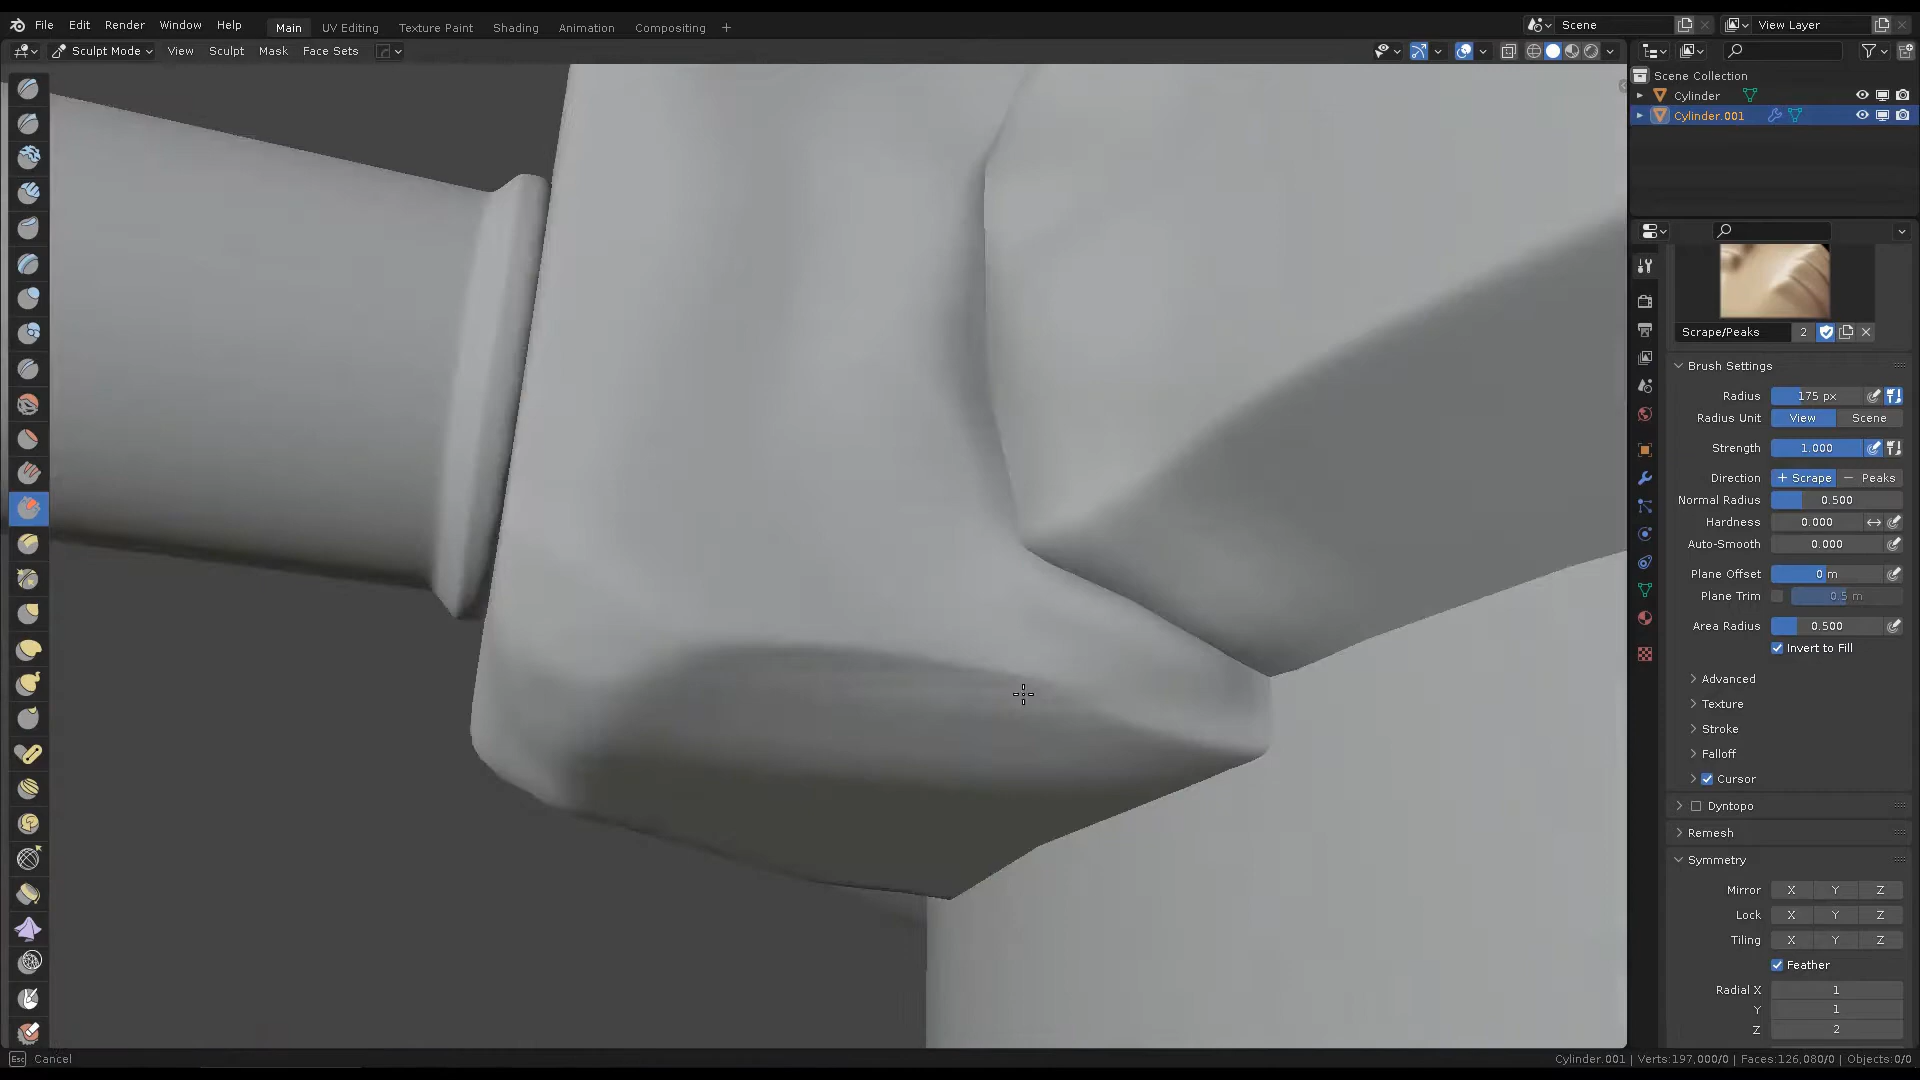 File Edit Render Window Help Main UV Editing Texture Paint Shading Animation Rendering Compositing + Scene View Layer
Sculpt Mode View Sculpt Mask Face Sets
Scene Collection
Cylinder
Cylinder.001
Scrape/Peaks 2
Brush Settings
Radius 175 px
Radius Unit View Scene
Strength 1.000
Direction + Scrape − Peaks
Normal Radius 0.500
Hardness 0.000
Auto-Smooth 0.000
Plane Offset 0 m
Plane Trim 0.5 m
Area Radius 0.500
Invert to Fill
Advanced
Texture
Stroke
Falloff
Cursor
Dyntopo
Remesh
Symmetry
Mirror X Y Z
Lock X Y Z
Tiling X Y Z
Feather
Radial X 1
Y 1
Z 2
Esc Cancel
Cylinder.001 | Verts:197,000/0 | Faces:126,080/0 | Objects:0/0